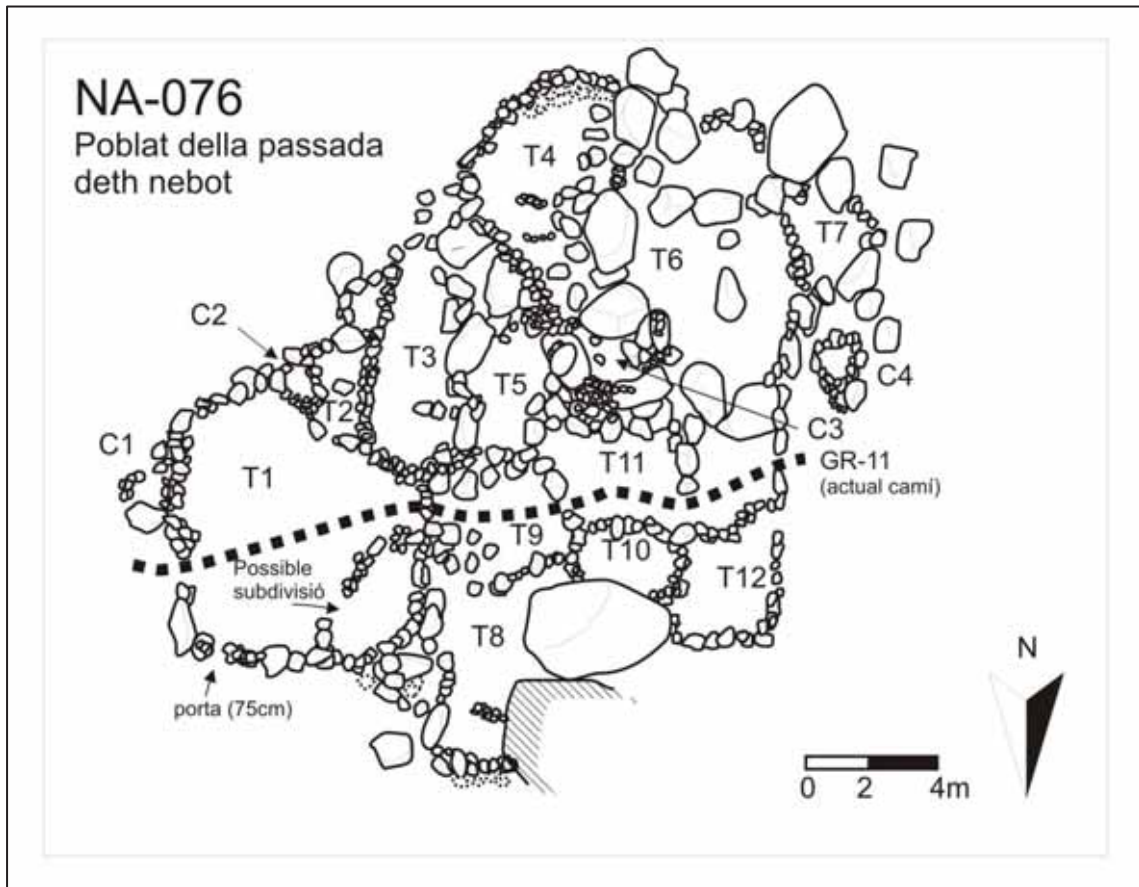 NA-076
Poblat della passada
deth nebot
T4
T7
T6
C2
T3
C4
T2
T5
C3
C1
T1
T11
GR-11
(actual camí)
T9
T10
Possible
subdivisió
T12
T8
N
porta (75cm)
0 2 4m